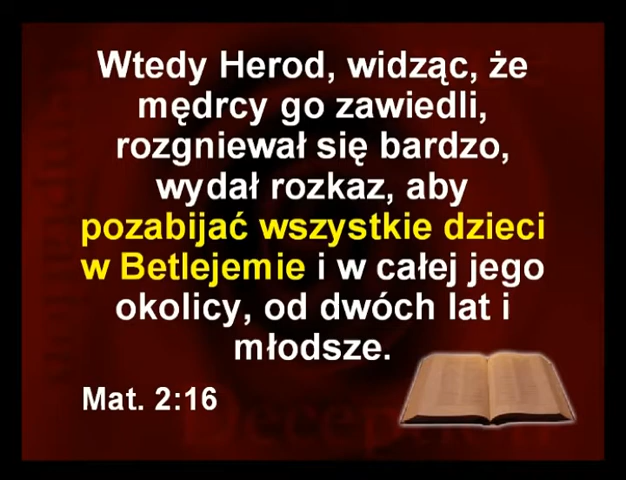 Wtedy Herod, widząc, że
mędrcy go zawiedli,
rozgniewał się bardzo,
wydał rozkaz, aby
pozabijać wszystkie dzieci
w Betlejemie i w całej jego
okolicy, od dwóch lat i
młodsze.
Mat. 2:16